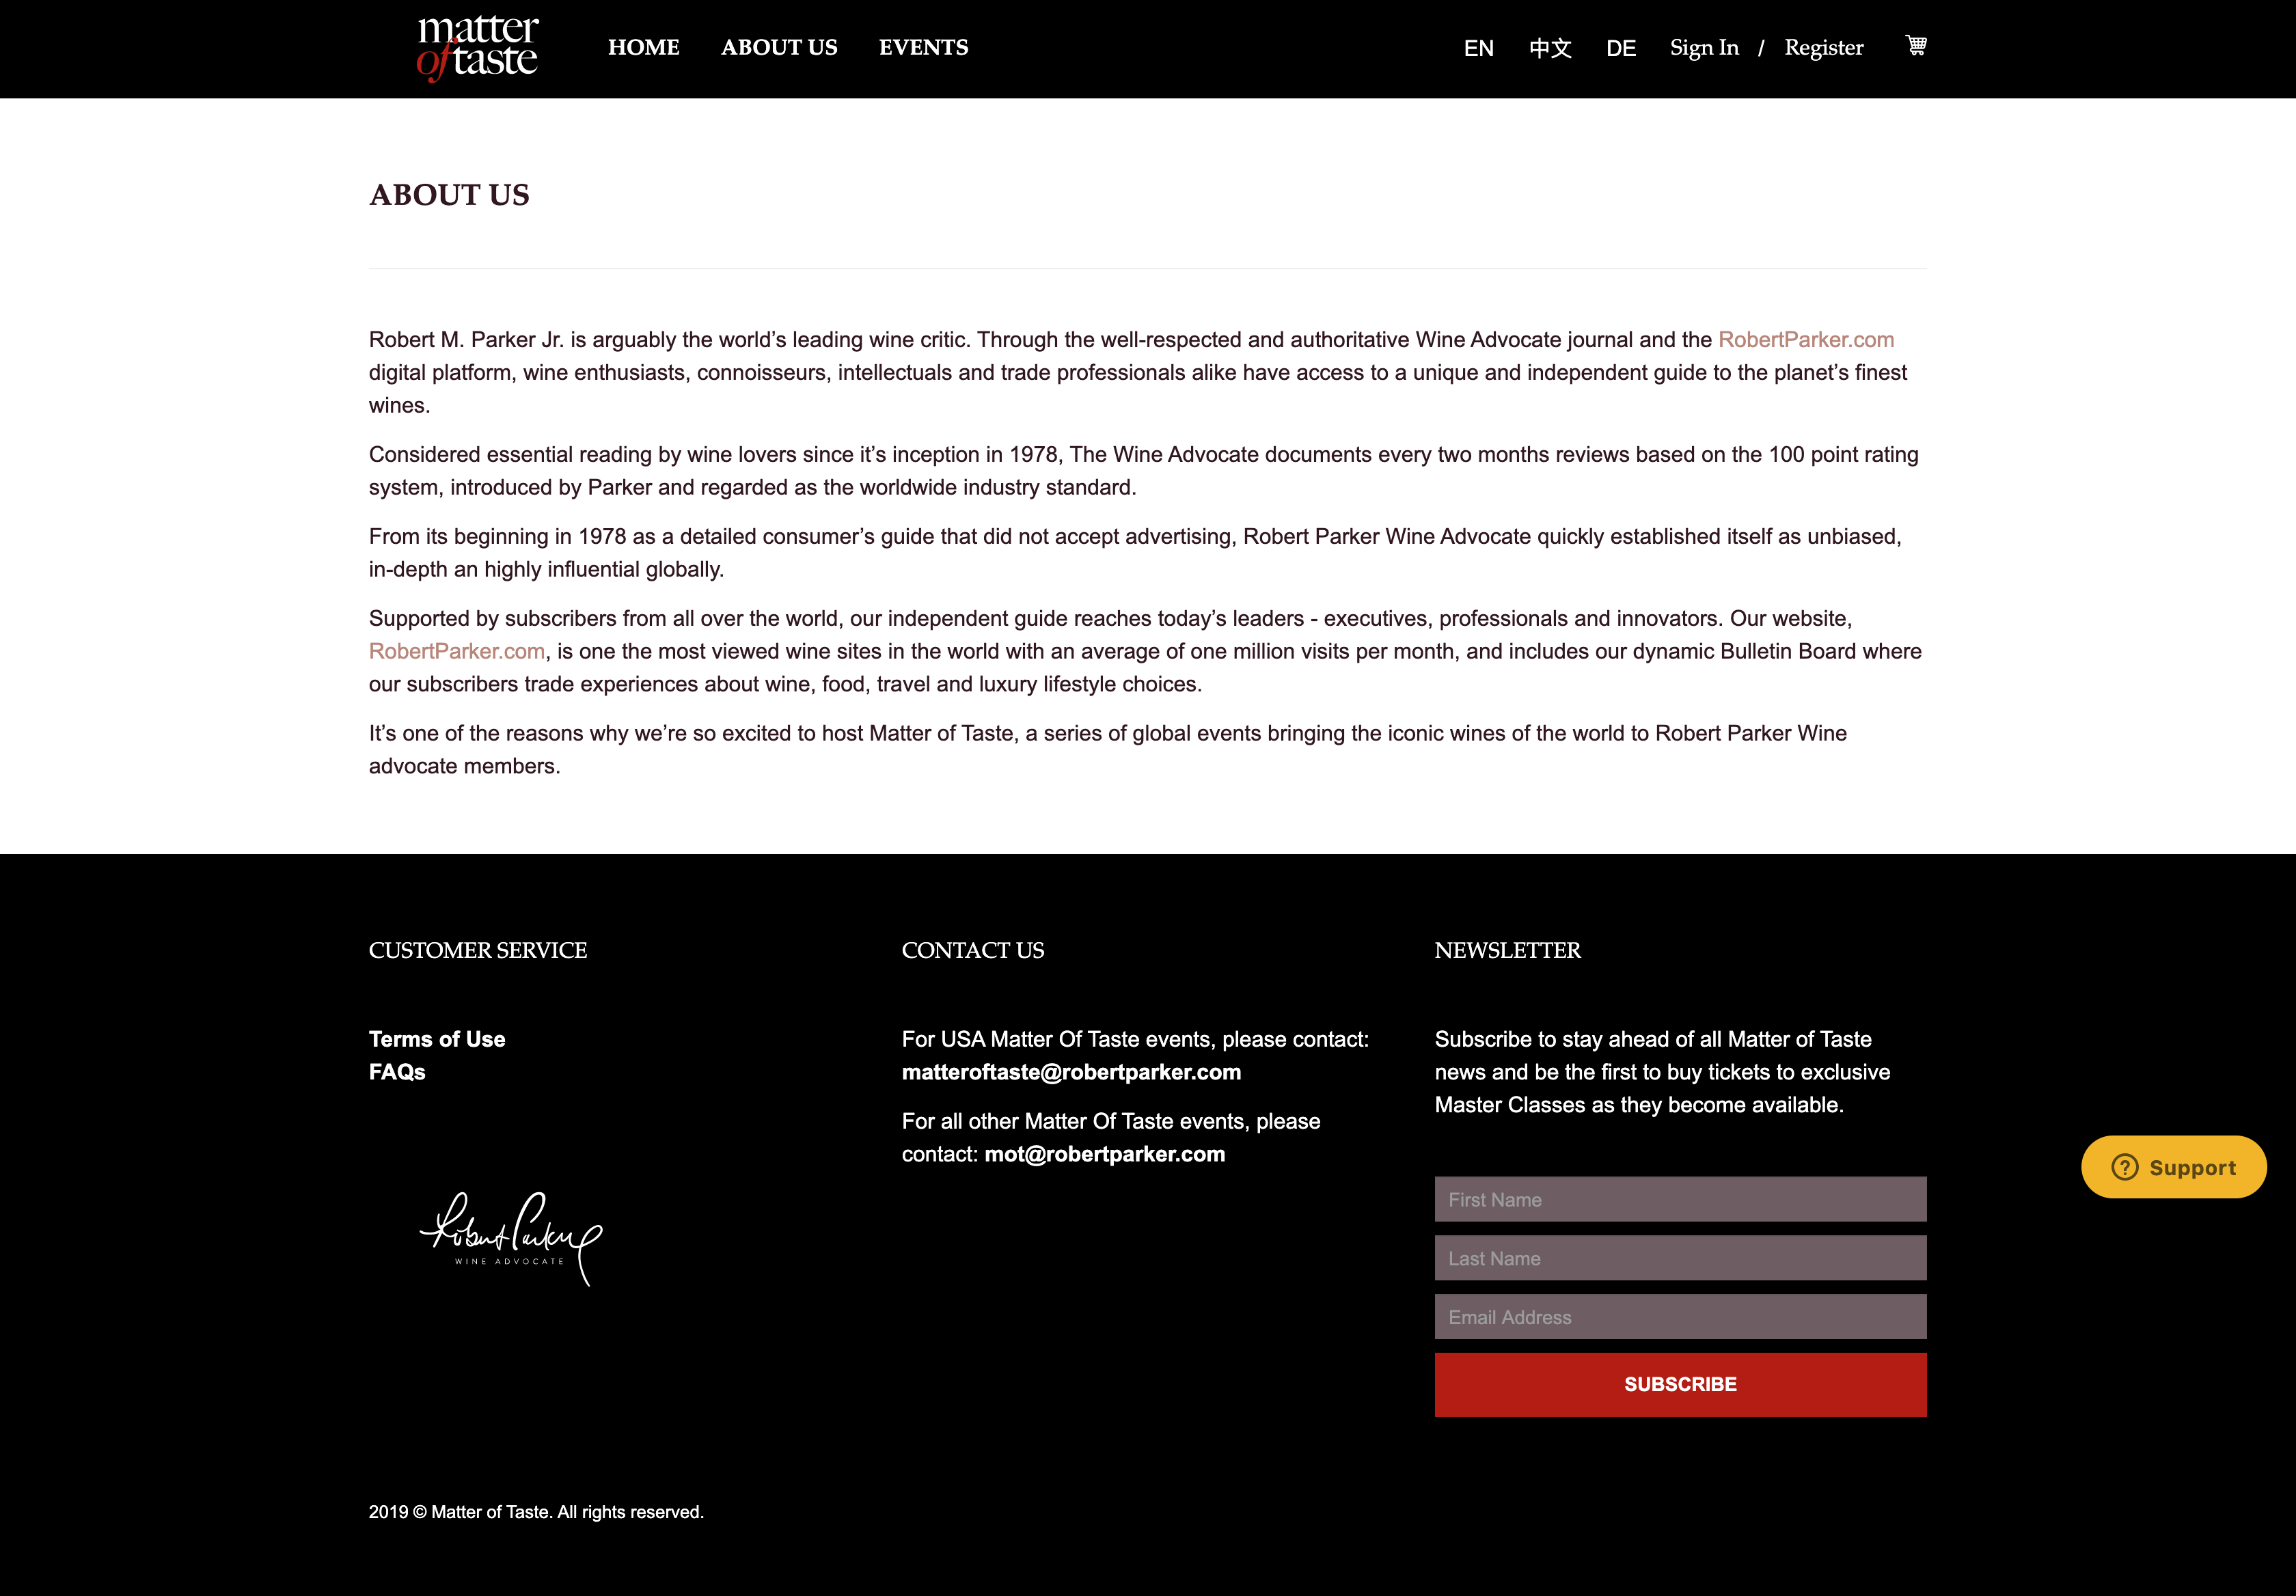 matter
of taste
HOME ABOUT US EVENTS
EN 中文 DE Sign In / Register
ABOUT US
Robert M. Parker Jr. is arguably the world’s leading wine critic. Through the well-respected and authoritative Wine Advocate journal and the RobertParker.com
digital platform, wine enthusiasts, connoisseurs, intellectuals and trade professionals alike have access to a unique and independent guide to the planet’s finest
wines.
Considered essential reading by wine lovers since it’s inception in 1978, The Wine Advocate documents every two months reviews based on the 100 point rating
system, introduced by Parker and regarded as the worldwide industry standard.
From its beginning in 1978 as a detailed consumer’s guide that did not accept advertising, Robert Parker Wine Advocate quickly established itself as unbiased,
in-depth an highly influential globally.
Supported by subscribers from all over the world, our independent guide reaches today’s leaders - executives, professionals and innovators. Our website,
RobertParker.com, is one the most viewed wine sites in the world with an average of one million visits per month, and includes our dynamic Bulletin Board where
our subscribers trade experiences about wine, food, travel and luxury lifestyle choices.
It’s one of the reasons why we’re so excited to host Matter of Taste, a series of global events bringing the iconic wines of the world to Robert Parker Wine
advocate members.
CUSTOMER SERVICE
Terms of Use
FAQs
Robert Parker
WINE ADVOCATE
CONTACT US
For USA Matter Of Taste events, please contact:
matteroftaste@robertparker.com
For all other Matter Of Taste events, please
contact: mot@robertparker.com
NEWSLETTER
Subscribe to stay ahead of all Matter of Taste
news and be the first to buy tickets to exclusive
Master Classes as they become available.
First Name
Last Name
Email Address
SUBSCRIBE
Support
2019 © Matter of Taste. All rights reserved.